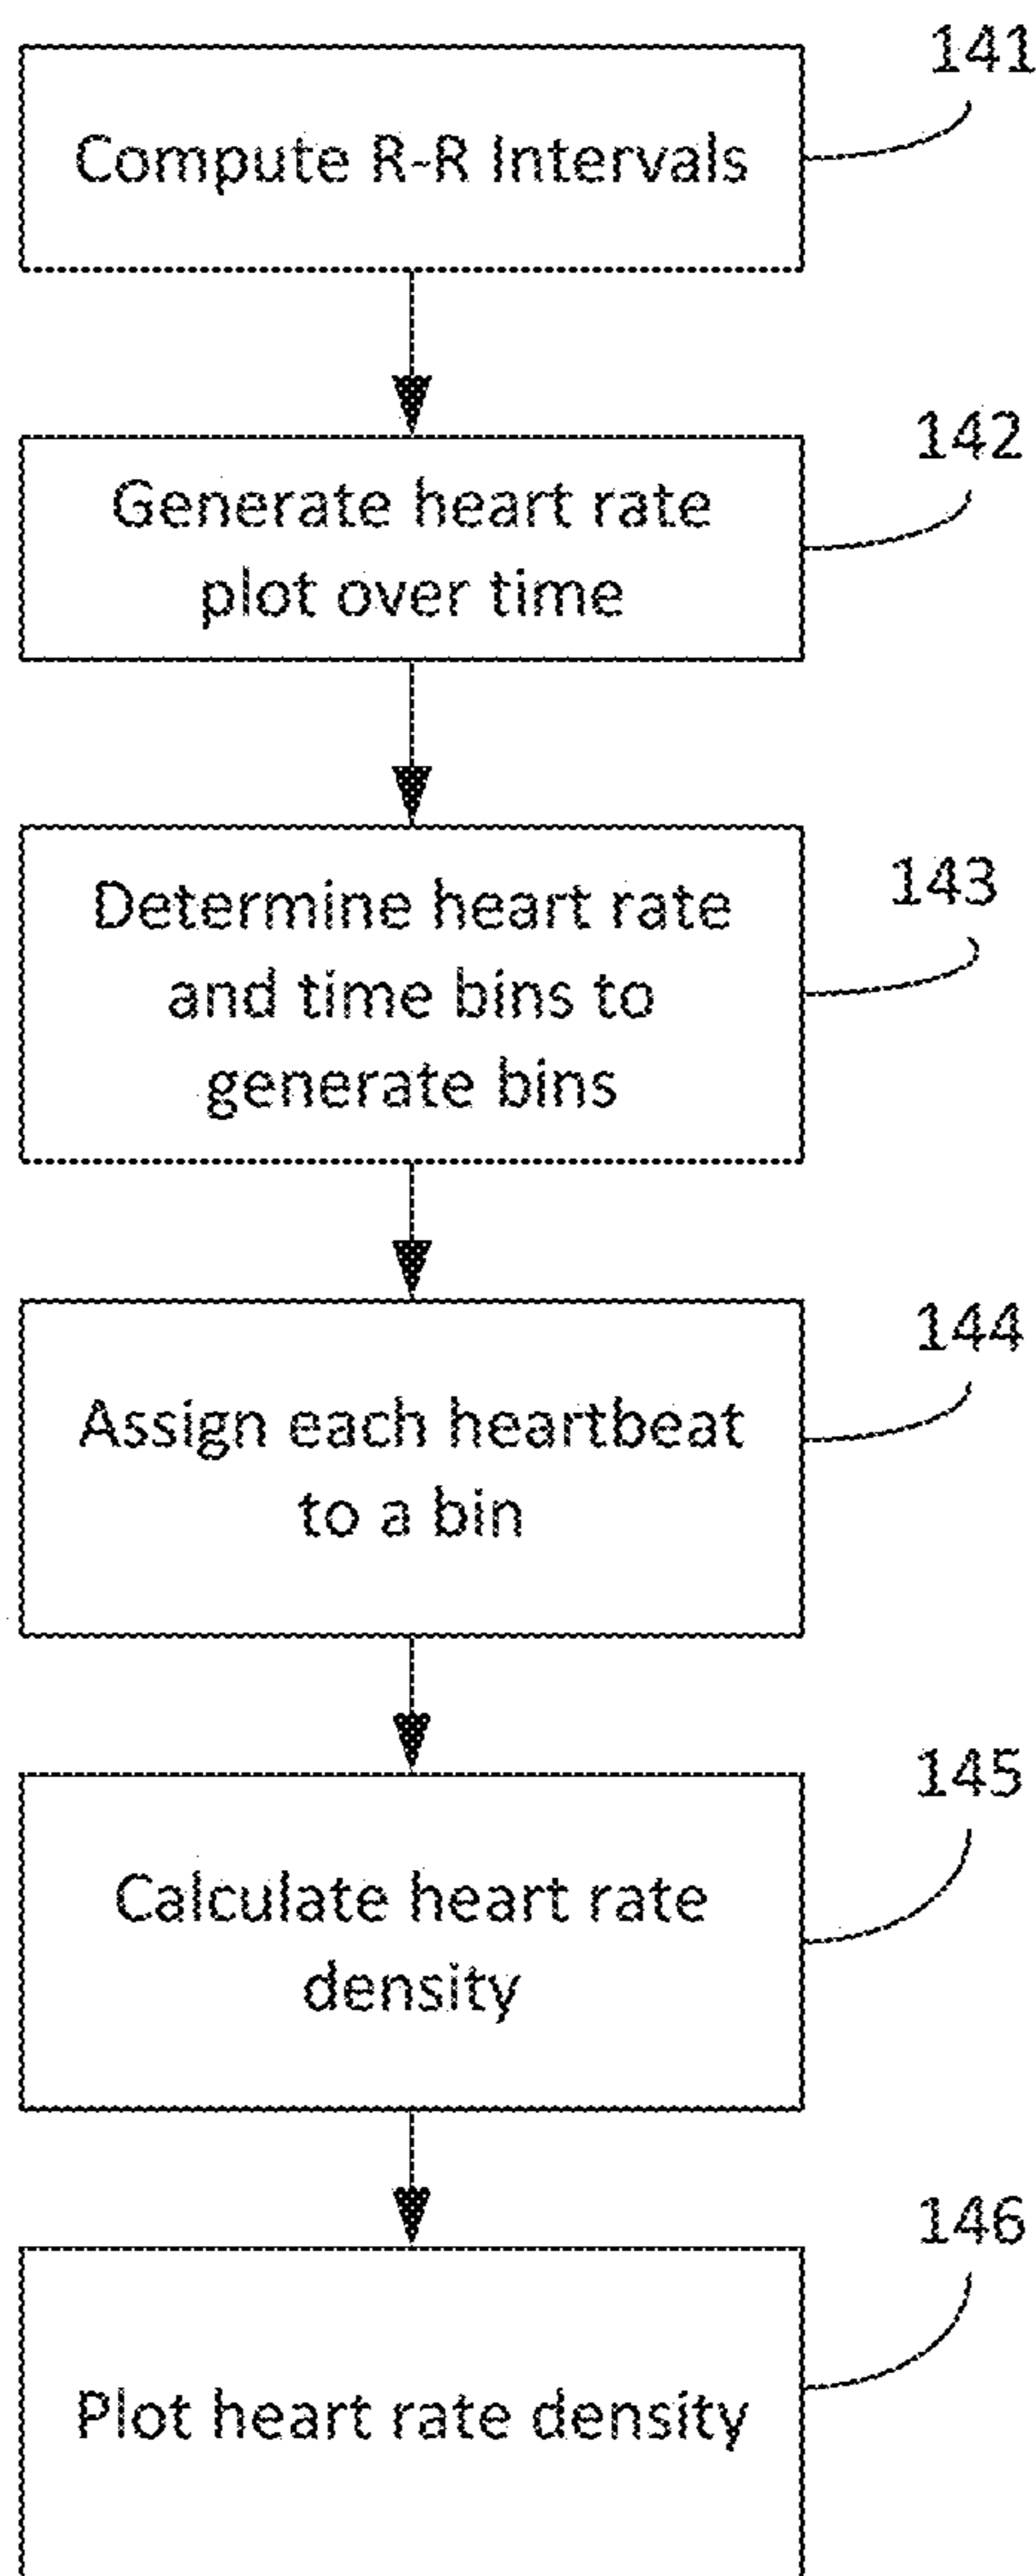 141
Compute R-R Intervals
142
Generate heart rate
plot over time
143
Determine heart rate
and time bins to
generate bins
144
Assign each heartbeat
to a bin
145
Calculate heart rate
density
146
Plot heart rate density